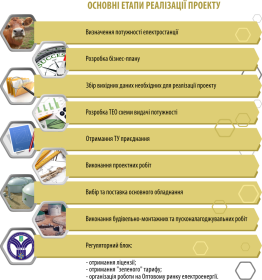 ОСНОВНІ ЕТАПИ РЕАЛІЗАЦІЇ ПРОЕКТУ
Визначення потужності електростанції
Розробка бізнес-плану
Збір вихідних даних необхідних для реалізації проекту
Розробка ТЕО схеми видачі потужності
Отримання ТУ приєднання
Виконання проектних робіт
Вибір та поставка основного обладнання
Виконання будівельно-монтажних та пусконалагоджувальних робіт
Регуляторний блок:
- отримання ліцензії;
- отримання "зеленого" тарифу;
- організація роботи на Оптовому ринку електроенергії.